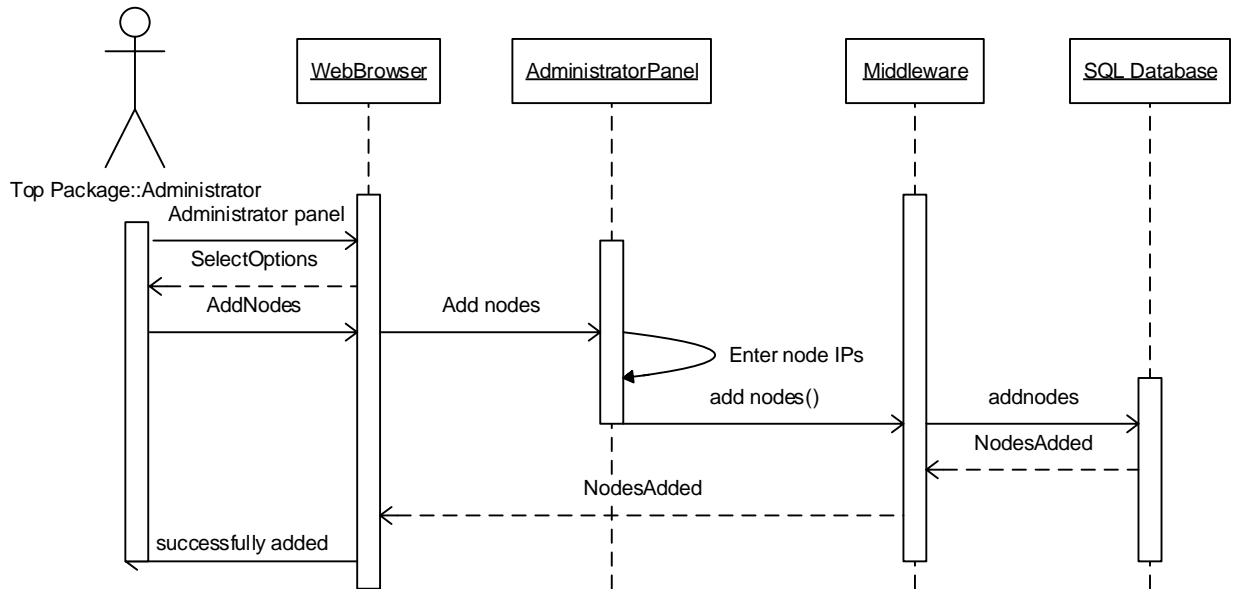 WebBrowser
AdministratorPanel
Middleware
SQL Database
Top Package::Administrator
Administrator panel
SelectOptions
AddNodes
Add nodes
Enter node IPs
add nodes()
addnodes
NodesAdded
NodesAdded
successfully added